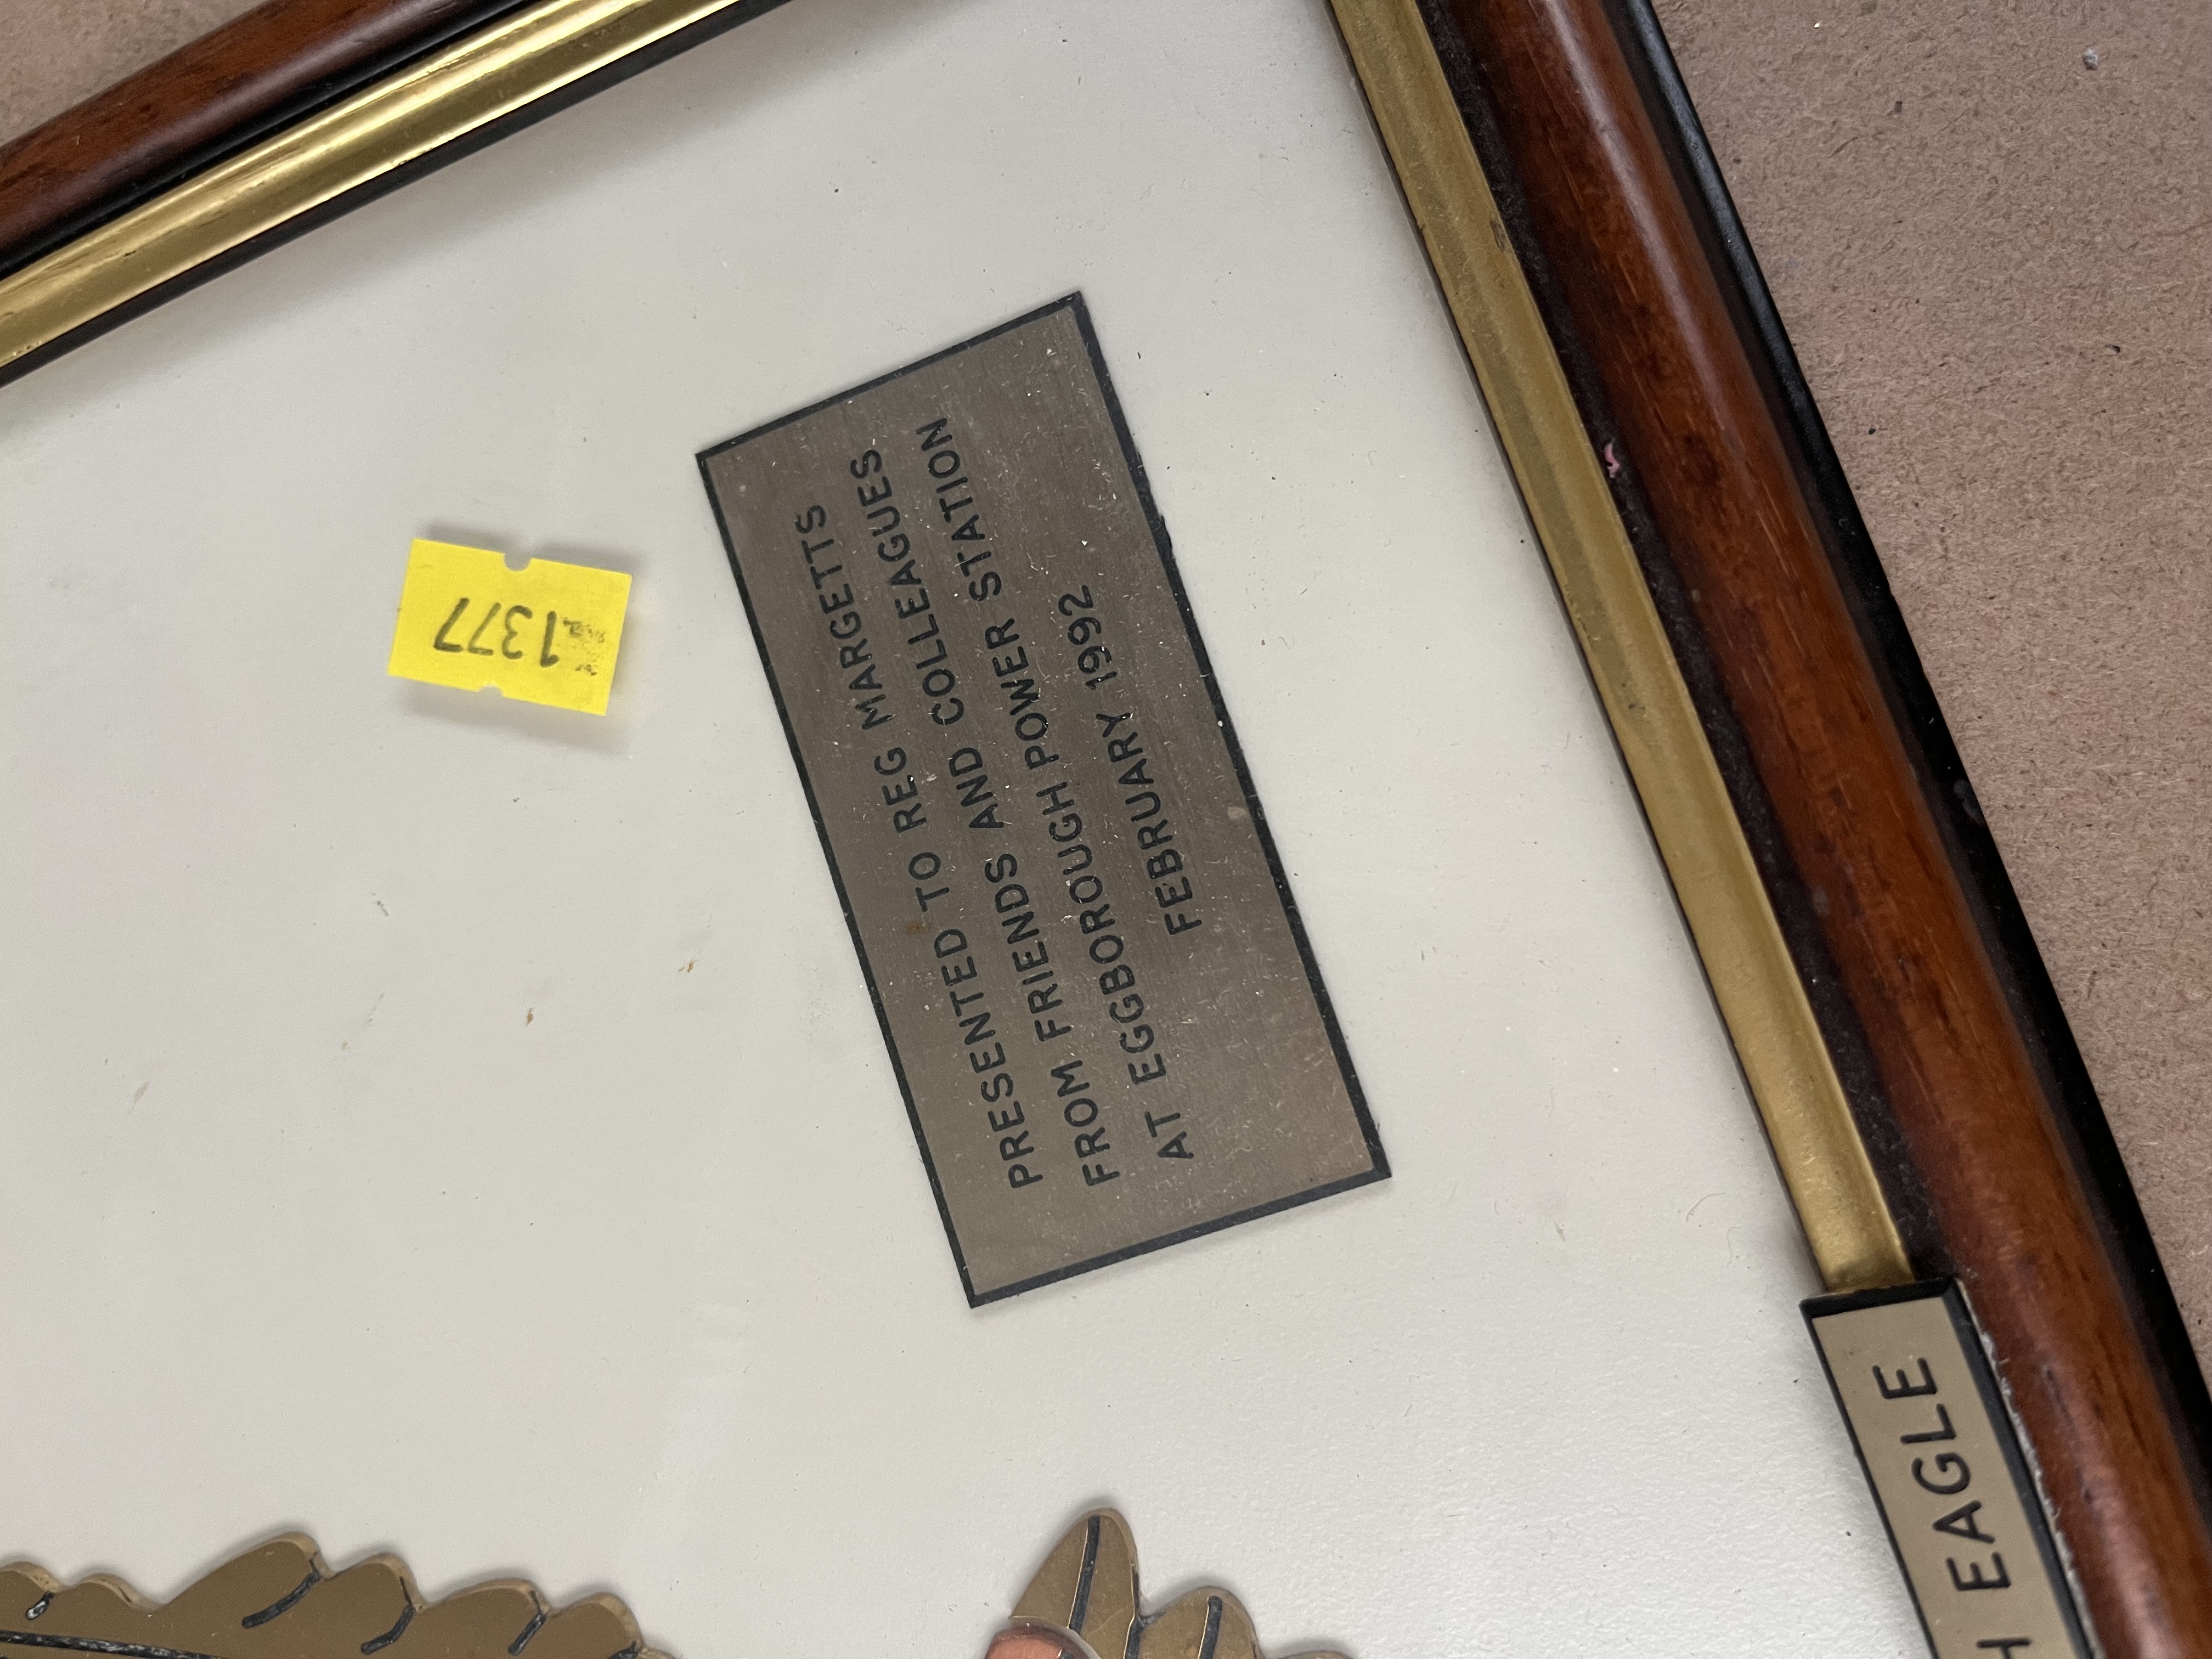 PRESENTED TO REG MARGETTS
FROM FRIENDS AND COLLEAGUES
AT EGGBOROUGH POWER STATION
FEBRUARY 1992
1377
EAGLE